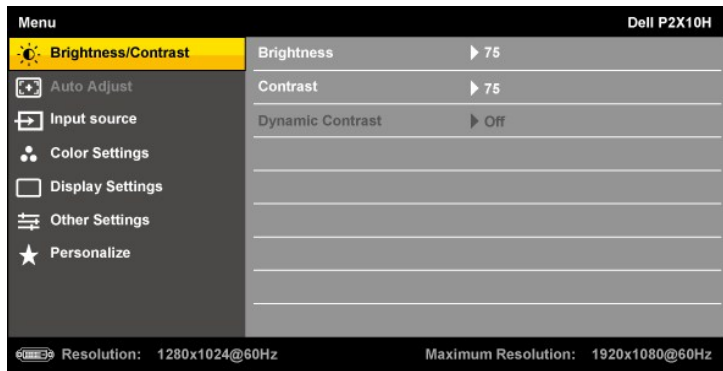 Menu Dell P2X10H
Brightness/Contrast Brightness 75
Auto Adjust Contrast 75
Input source Dynamic Contrast Off
Color Settings
Display Settings
Other Settings
Personalize
Resolution: 1280x1024@60Hz Maximum Resolution: 1920x1080@60Hz